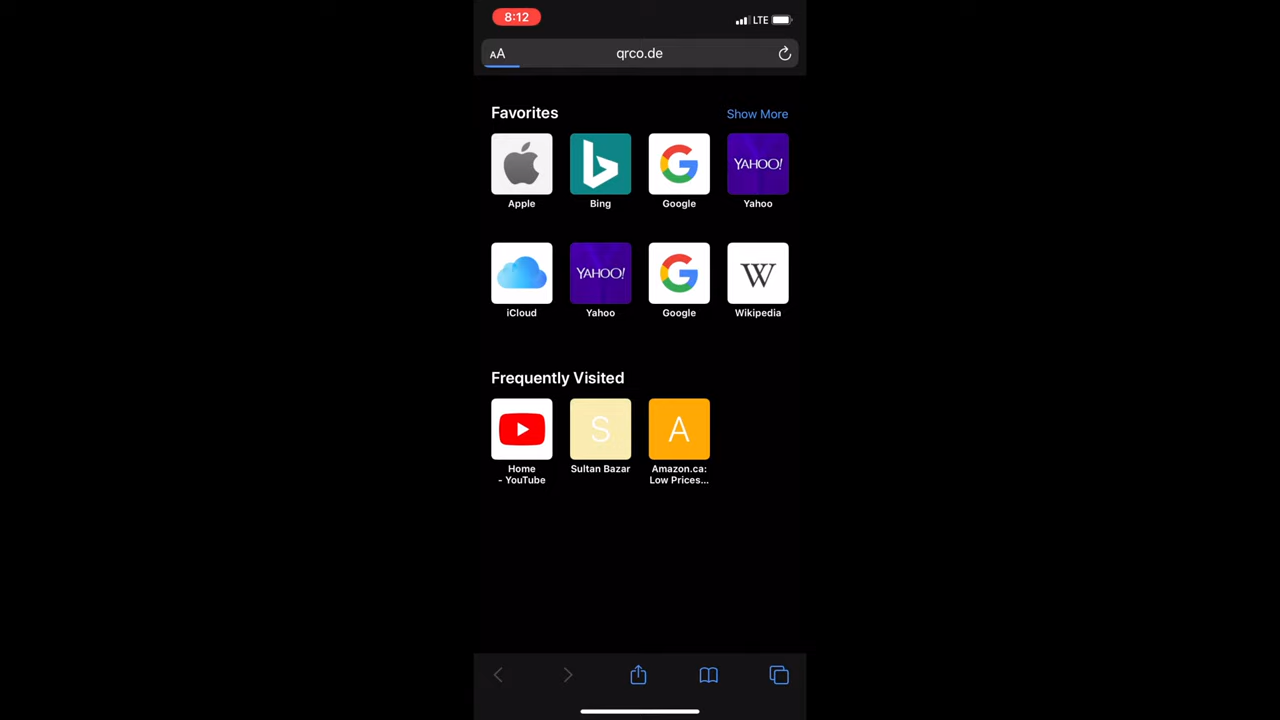 8:12
LTE
AA
qrco.de
Favorites
Show More
YAHOO!
Apple
Bing
Google
Yahoo
YAHOO!
W
iCloud
Yahoo
Google
Wikipedia
Frequently Visited
S
A
Home
- YouTube
Sultan Bazar
Amazon.ca:
Low Prices...